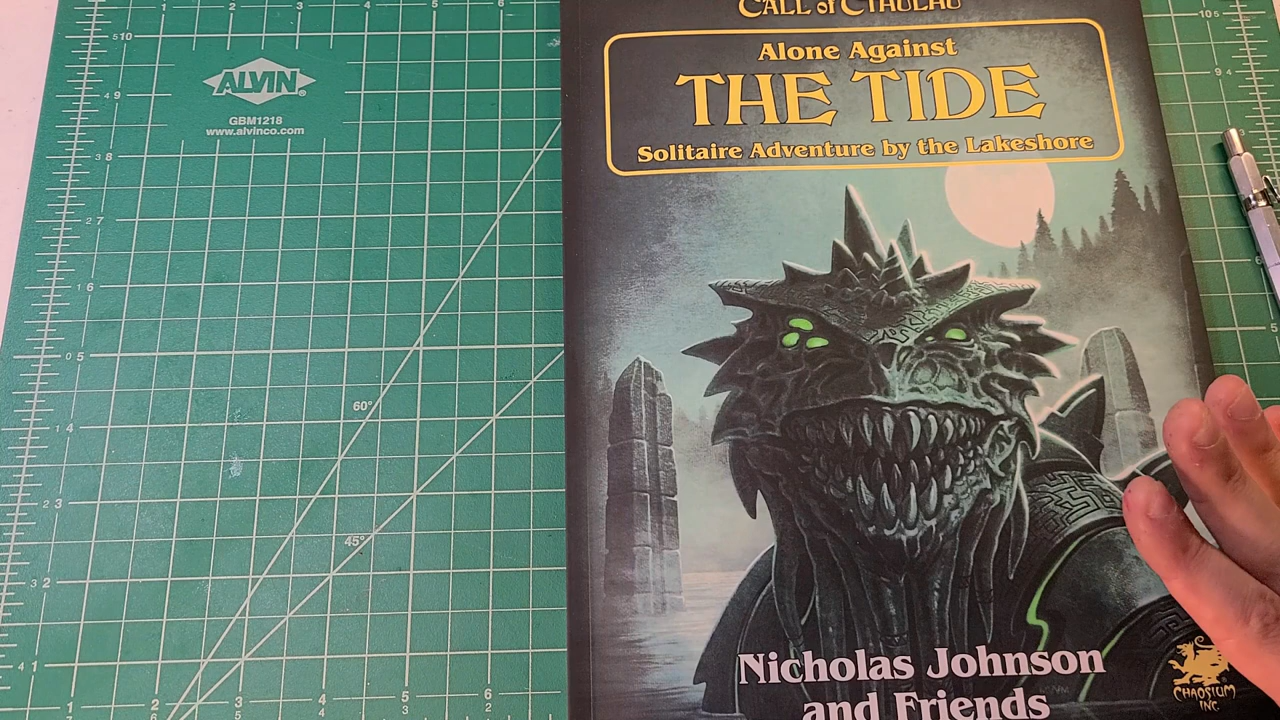 CALL of CTHULHU
Alone Against
THE TIDE
Solitaire Adventure by the Lakeshore
Nicholas Johnson
and Friends
CHAOSIUM
INC.
ALVIN®
GBM1218
www.alvinco.com
60°
45°